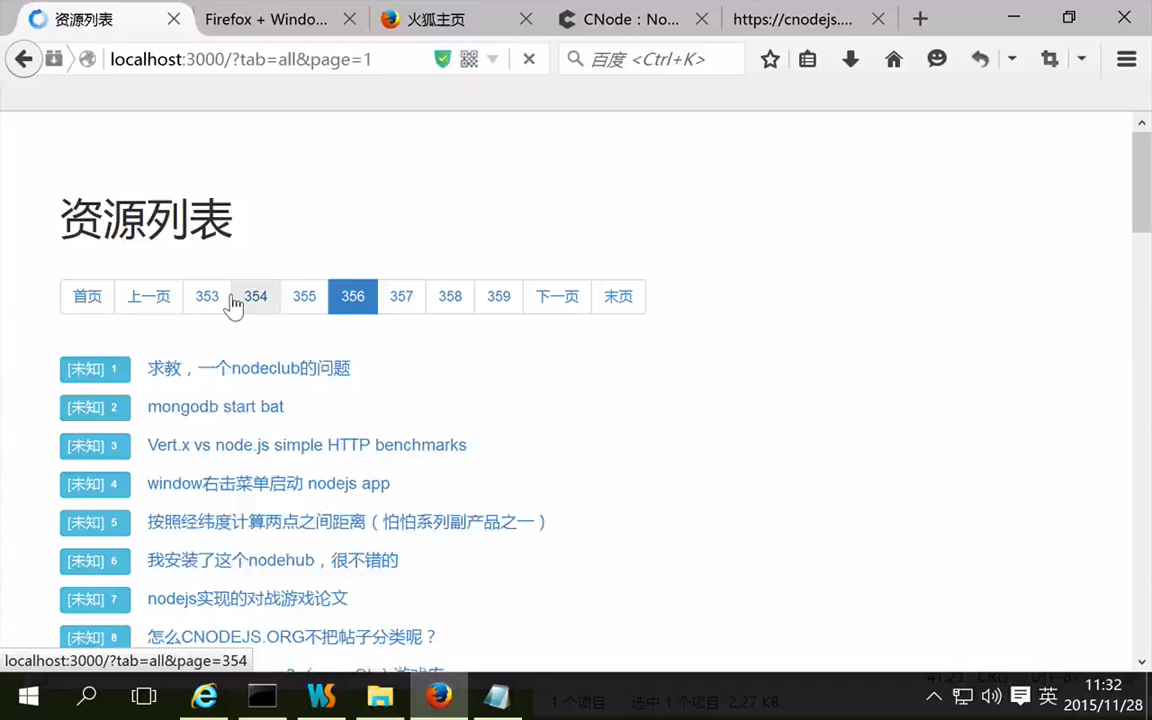 资源列表
Firefox + Windo...
火狐主页
CNode : No...
https://cnodejs....
localhost:3000/?tab=all&page=1
百度 <Ctrl+K>
资源列表
首页 上一页 353 354 355 356 357 358 359 下一页 末页
[未知] 1 求教，一个nodeclub的问题
[未知] 2 mongodb start bat
[未知] 3 Vert.x vs node.js simple HTTP benchmarks
[未知] 4 window右击菜单启动 nodejs app
[未知] 5 按照经纬度计算两点之间距离（怕怕系列副产品之一）
[未知] 6 我安装了这个nodehub，很不错的
[未知] 7 nodejs实现的对战游戏论文
[未知] 8 怎么CNODEJS.ORG不把帖子分类呢？
localhost:3000/?tab=all&page=354
1 个项目 选中 1 个项目 2.27 KB
英
11:32
2015/11/28